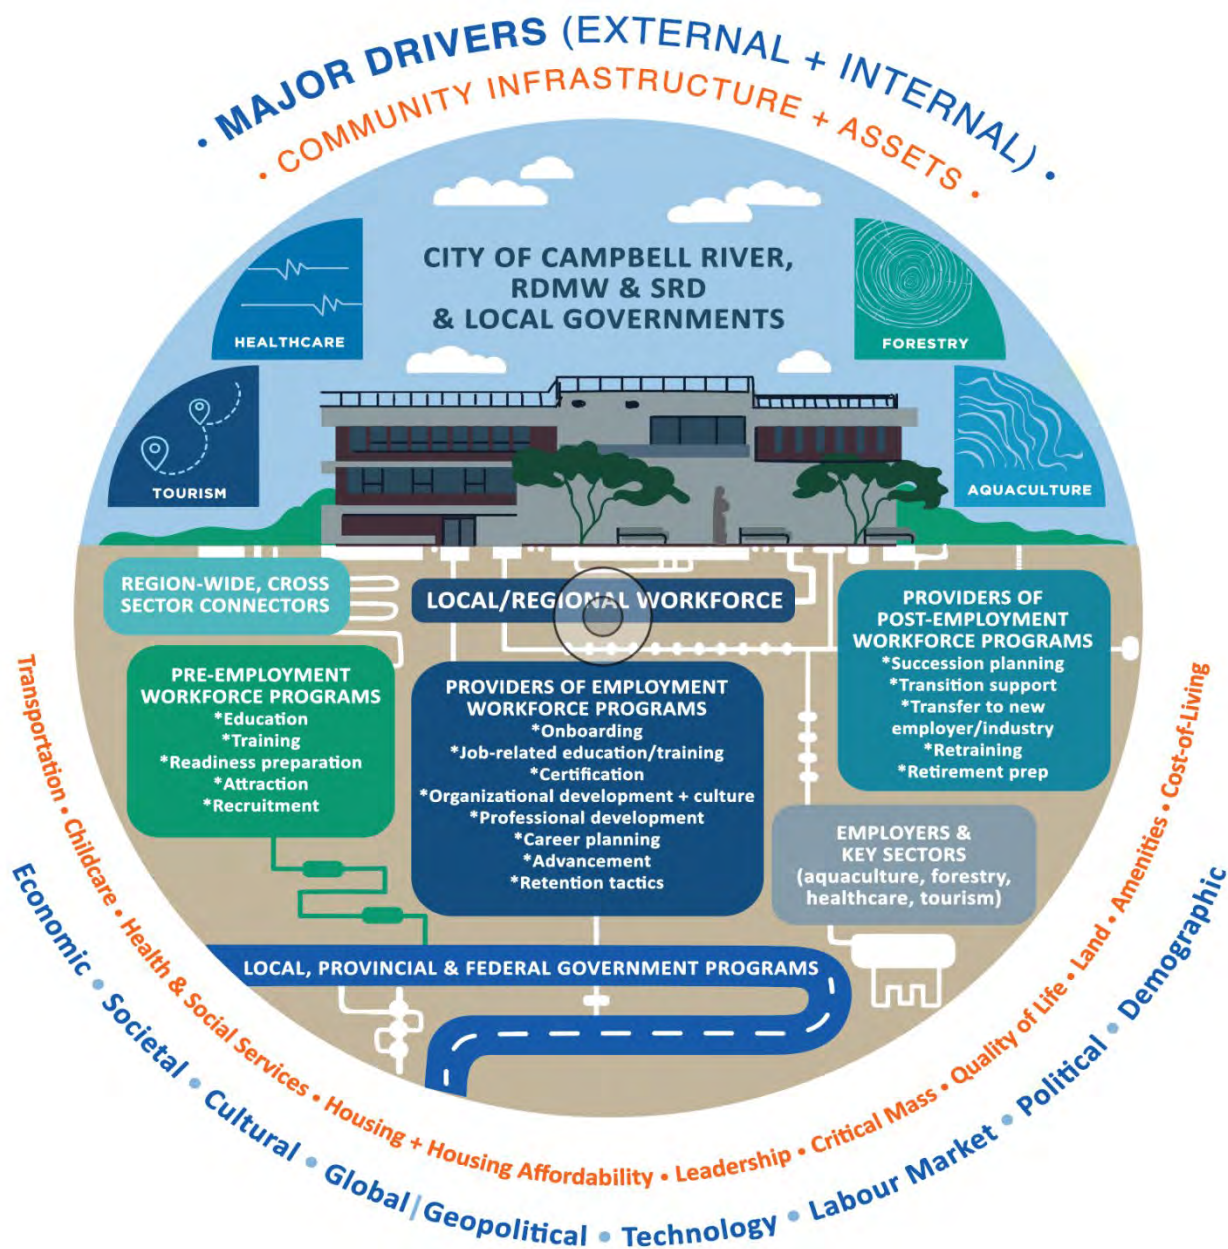 • MAJOR DRIVERS (EXTERNAL + INTERNAL) •
• COMMUNITY INFRASTRUCTURE + ASSETS •
CITY OF CAMPBELL RIVER,
RDMW & SRD
& LOCAL GOVERNMENTS
HEALTHCARE
FORESTRY
TOURISM
AQUACULTURE
REGION-WIDE, CROSS
SECTOR CONNECTORS
LOCAL/REGIONAL WORKFORCE
PROVIDERS OF
POST-EMPLOYMENT
WORKFORCE PROGRAMS
*Succession planning
*Transition support
*Transfer to new
employer/industry
*Retraining
*Retirement prep
PRE-EMPLOYMENT
WORKFORCE PROGRAMS
*Education
*Training
*Readiness preparation
*Attraction
*Recruitment
PROVIDERS OF EMPLOYMENT
WORKFORCE PROGRAMS
*Onboarding
*Job-related education/training
*Certification
*Organizational development + culture
*Professional development
*Career planning
*Advancement
*Retention tactics
EMPLOYERS &
KEY SECTORS
(aquaculture, forestry,
healthcare, tourism)
LOCAL, PROVINCIAL & FEDERAL GOVERNMENT PROGRAMS
Transportation • Childcare • Health & Social Services • Housing + Housing Affordability • Leadership • Critical Mass • Quality of Life • Land • Amenities • Cost-of-Living
Economic • Societal • Cultural • Global|Geopolitical • Technology • Labour Market • Political • Demographic